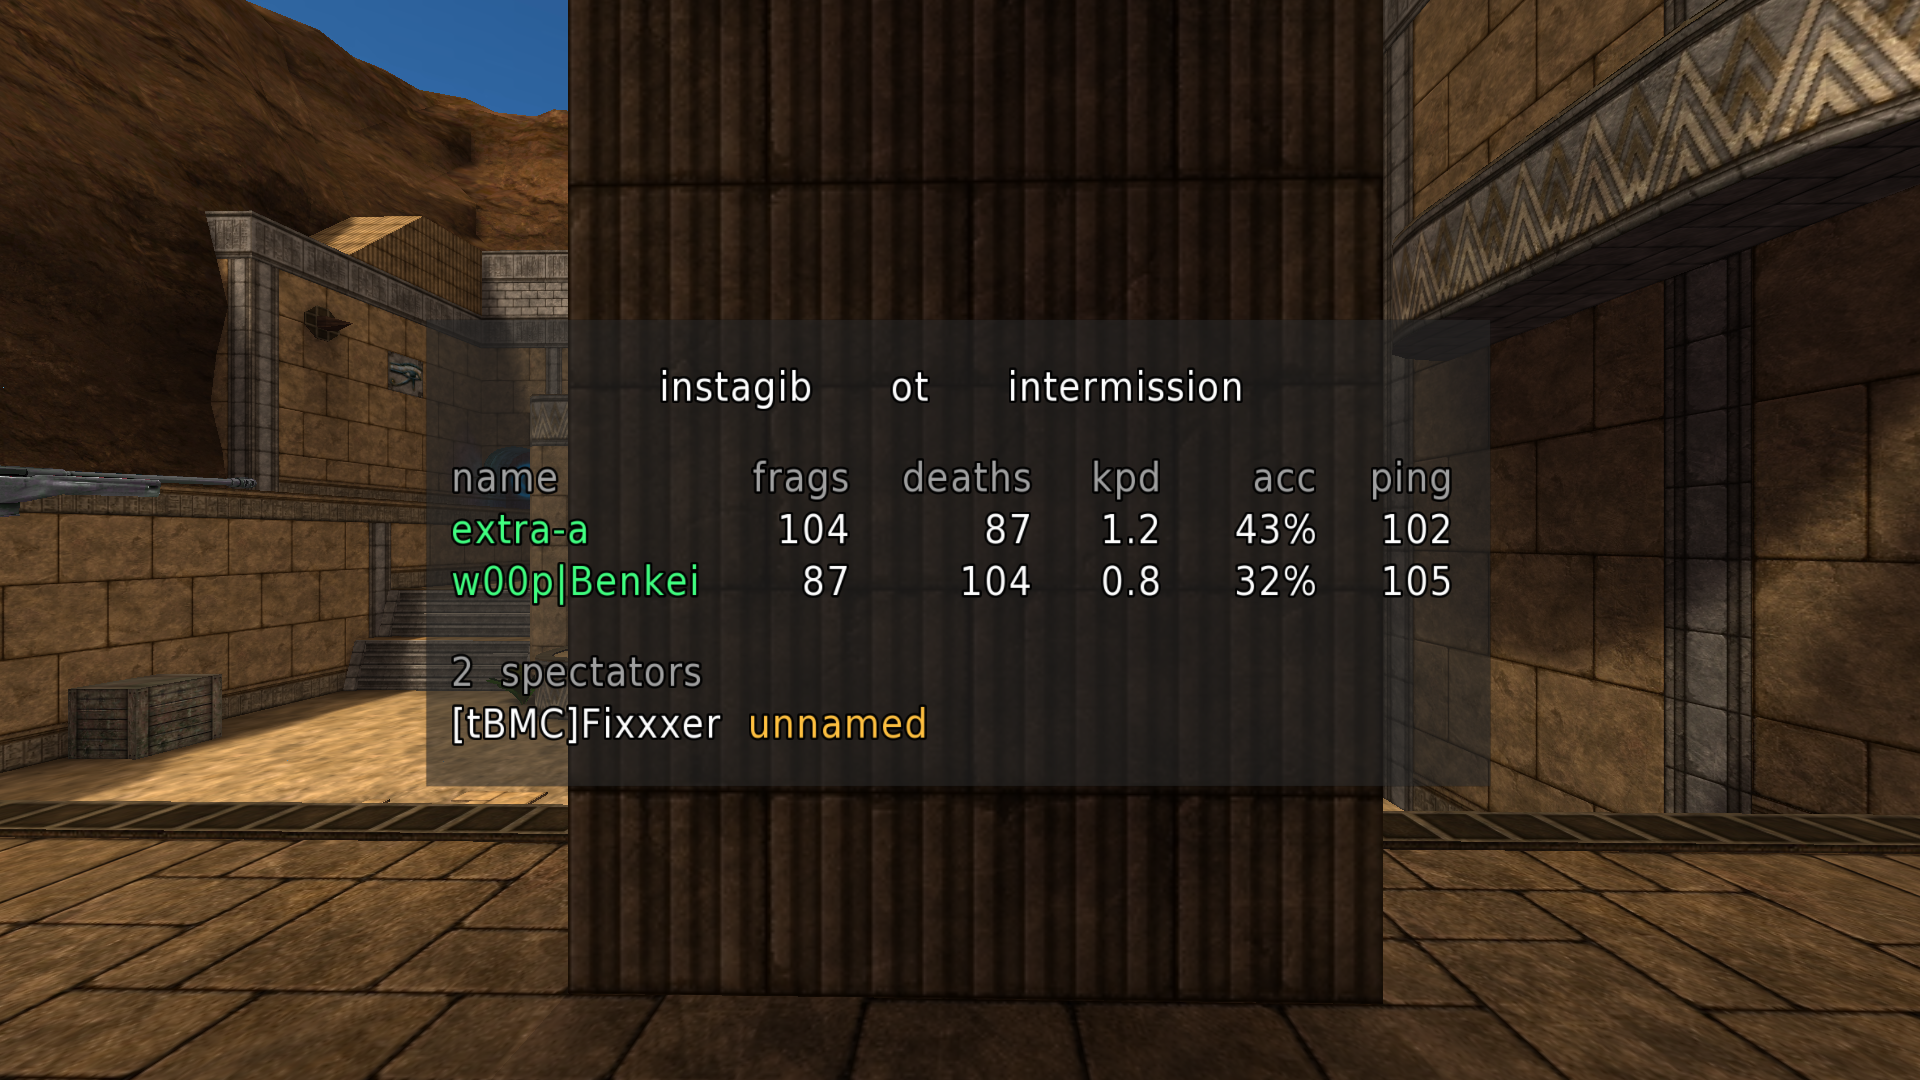 instagib ot intermission
name frags deaths kpd acc ping
extra-a 104 87 1.2 43% 102
w00p|Benkei 87 104 0.8 32% 105
2 spectators
[tBMC]Fixxxer unnamed